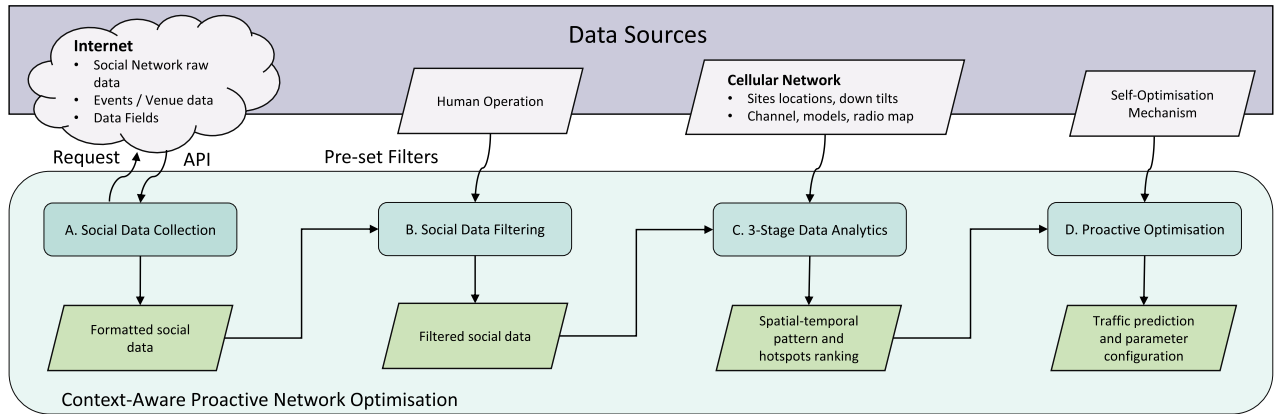 Data Sources
Internet
• Social Network raw
data
• Events / Venue data
• Data Fields
Human Operation
Cellular Network
• Sites locations, down tilts
• Channel, models, radio map
Self-Optimisation
Mechanism
Request
API
Pre-set Filters
A. Social Data Collection
B. Social Data Filtering
C. 3-Stage Data Analytics
D. Proactive Optimisation
Formatted social
data
Filtered social data
Spatial-temporal
pattern and
hotspots ranking
Traffic prediction
and parameter
configuration
Context-Aware Proactive Network Optimisation